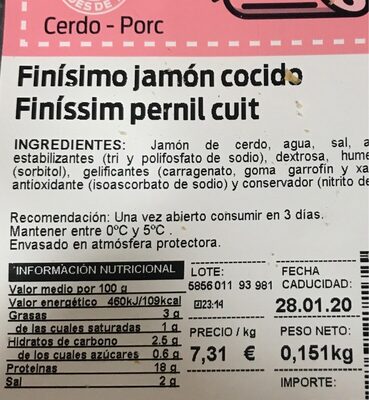 DESDE
Cerdo - Porc
Finísimo jamón cocido
Finíssim pernil cuit
INGREDIENTES: Jamón de cerdo, agua, sal,
estabilizantes (tri y polifosfato de sodio), dextrosa,
(sorbitol), gelificantes (carragenato, goma garrofin y
antioxidante (isoascorbato de sodio) y conservador (nitrito
Recomendación: Una vez abierto consumir en 3 días.
Mantener entre 0ºC y 5ºC .
Envasado en atmósfera protectora.
INFORMACIÓN NUTRICIONAL
Valor medio por 100 g
Valor energético 460kJ/109kcal
Grasas 3 g
de las cuales saturadas 1 g
Hidratos de carbono 2.5 g
de los cuales azúcares 0.6 g
Proteínas 18 g
Sal 2 g
LOTE:
5856 011 93 981
23:14
FECHA
CADUCIDAD:
28.01.20
PRECIO / kg
7,31 €
PESO NETO:
0,151kg
IMPORTE: